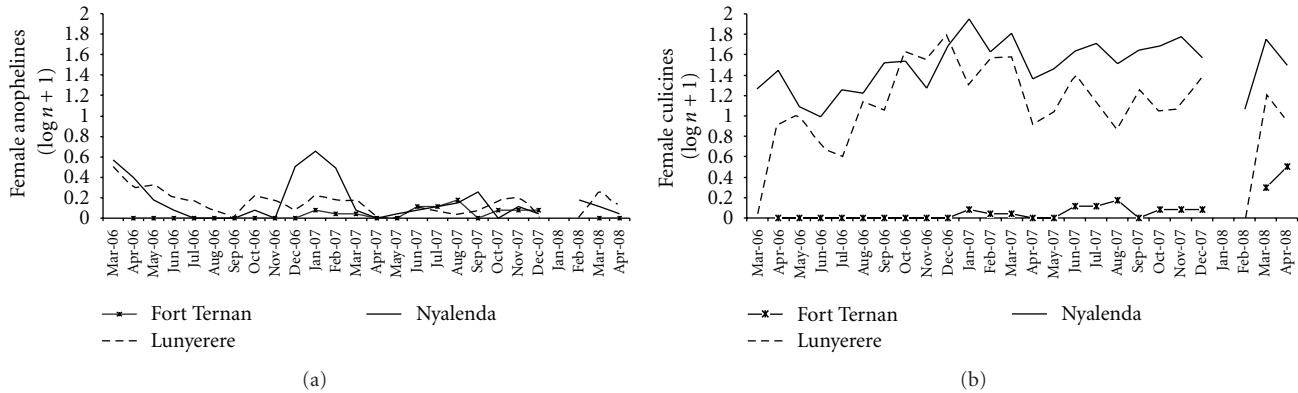 Female anophelines
(log n + 1)
2
1.8
1.6
1.4
1.2
1
0.8
0.6
0.4
0.2
0
Mar-06
Apr-06
May-06
Jun-06
Jul-06
Aug-06
Sep-06
Oct-06
Nov-06
Dec-06
Jan-07
Feb-07
Mar-07
Apr-07
May-07
Jun-07
Jul-07
Aug-07
Sep-07
Oct-07
Nov-07
Dec-07
Jan-08
Feb-08
Mar-08
Apr-08
Fort Ternan
Nyalenda
Lunyerere
(a)
Female culicines
(log n + 1)
2
1.8
1.6
1.4
1.2
1
0.8
0.6
0.4
0.2
0
Mar-06
Apr-06
May-06
Jun-06
Jul-06
Aug-06
Sep-06
Oct-06
Nov-06
Dec-06
Jan-07
Feb-07
Mar-07
Apr-07
May-07
Jun-07
Jul-07
Aug-07
Sep-07
Oct-07
Nov-07
Dec-07
Jan-08
Feb-08
Mar-08
Apr-08
Fort Ternan
Nyalenda
Lunyerere
(b)